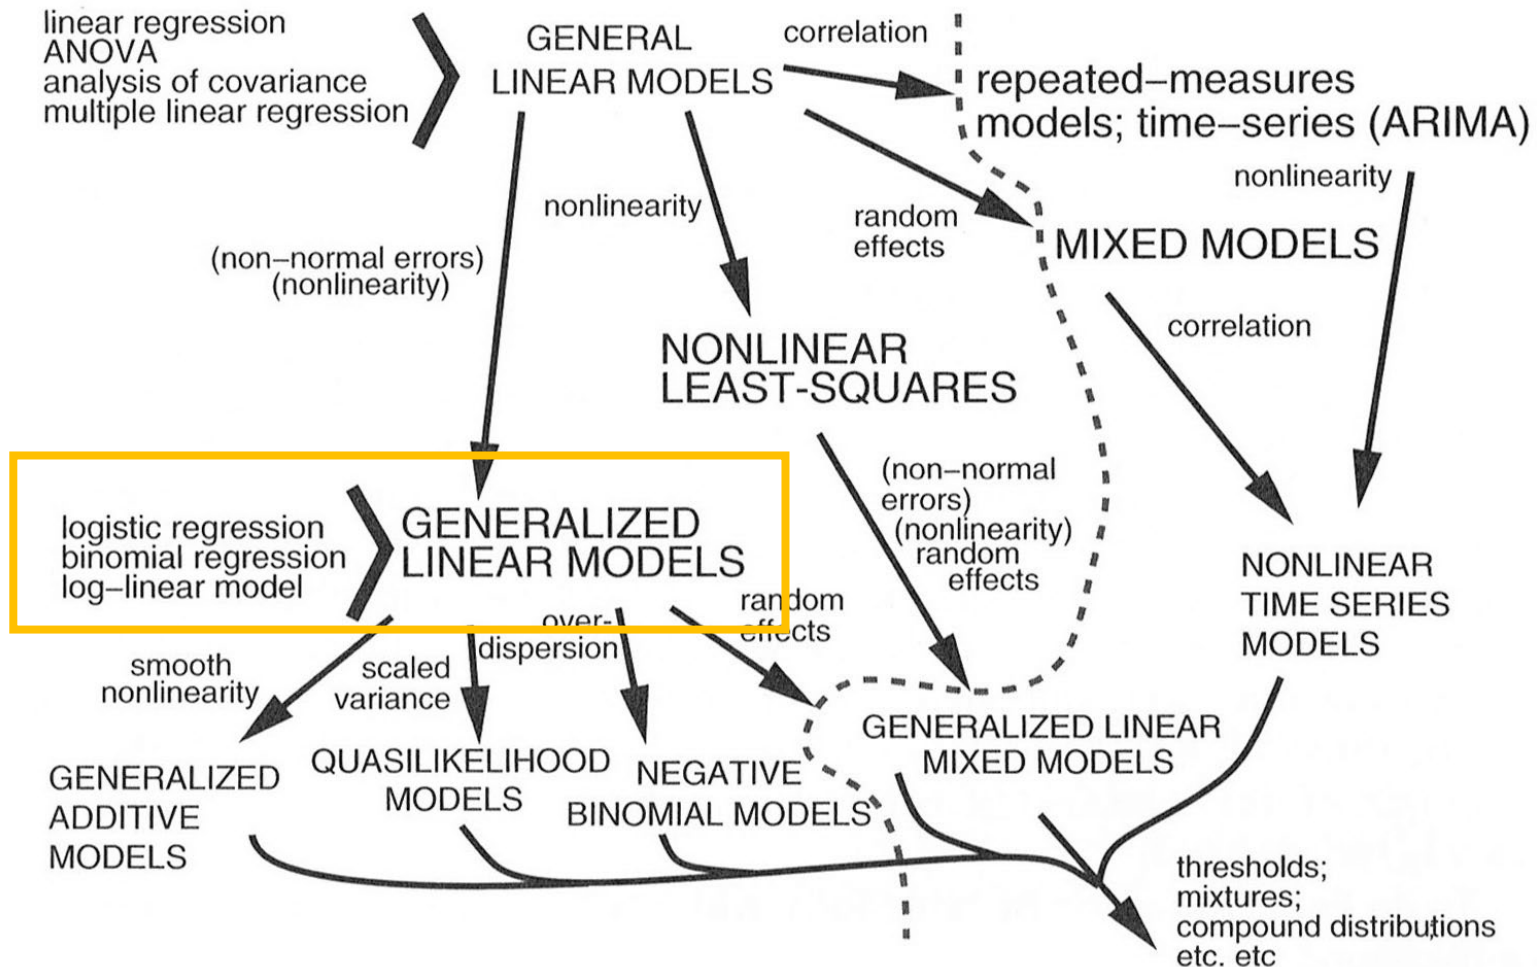 linear regression
ANOVA
analysis of covariance
multiple linear regression
GENERAL
LINEAR MODELS
correlation
repeated–measures
models; time–series (ARIMA)
nonlinearity
nonlinearity
random
effects
MIXED MODELS
(non–normal errors)
(nonlinearity)
correlation
NONLINEAR
LEAST-SQUARES
(non–normal
errors)
(nonlinearity)
random
effects
logistic regression
binomial regression
log–linear model
GENERALIZED
LINEAR MODELS
NONLINEAR
TIME SERIES
MODELS
random
effects
over-
dispersion
smooth
nonlinearity
scaled
variance
GENERALIZED LINEAR
MIXED MODELS
GENERALIZED
ADDITIVE
MODELS
QUASILIKELIHOOD
MODELS
NEGATIVE
BINOMIAL MODELS
thresholds;
mixtures;
compound distributions
etc. etc